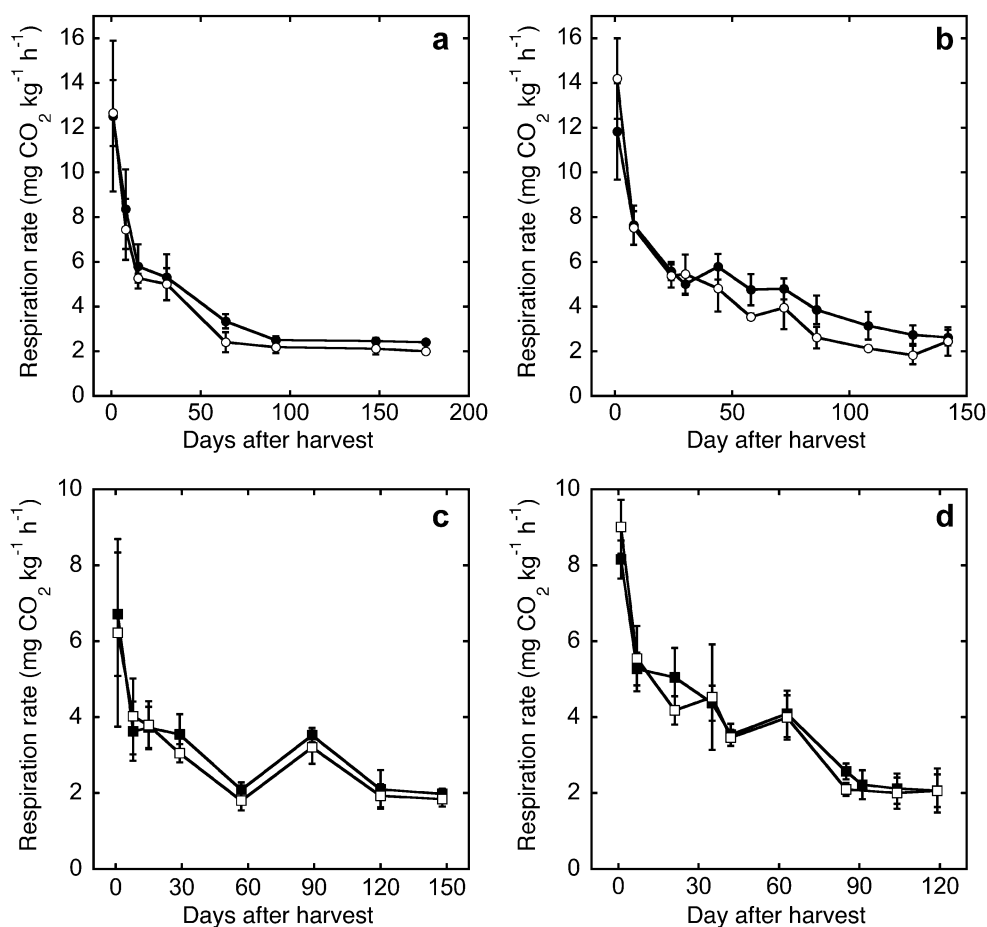 a
16
14
12
10
8
6
4
2
0
Respiration rate (mg CO2 kg-1 h-1)
0 50 100 150 200
Days after harvest
b
16
14
12
10
8
6
4
2
0
Respiration rate (mg CO2 kg-1 h-1)
0 50 100 150
Day after harvest
c
10
8
6
4
2
0
Respiration rate (mg CO2 kg-1 h-1)
0 30 60 90 120 150
Days after harvest
d
10
8
6
4
2
0
Respiration rate (mg CO2 kg-1 h-1)
0 30 60 90 120
Day after harvest